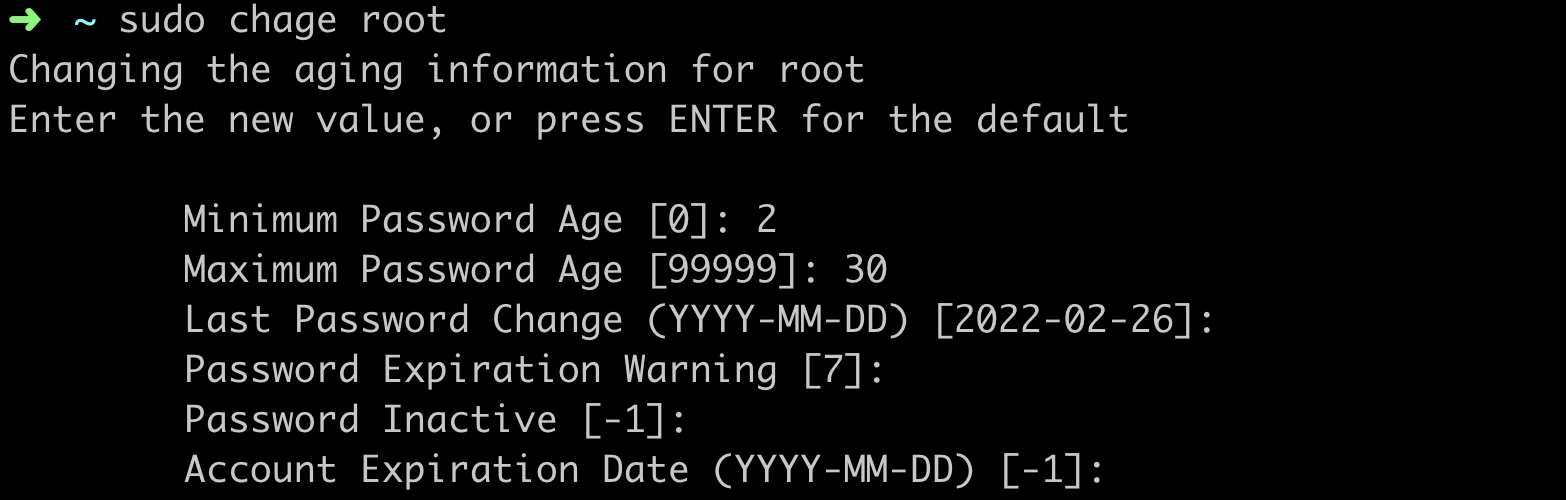 ➜ ~ sudo chage root
Changing the aging information for root
Enter the new value, or press ENTER for the default
Minimum Password Age [0]: 2
Maximum Password Age [99999]: 30
Last Password Change (YYYY-MM-DD) [2022-02-26]:
Password Expiration Warning [7]:
Password Inactive [-1]:
Account Expiration Date (YYYY-MM-DD) [-1]: